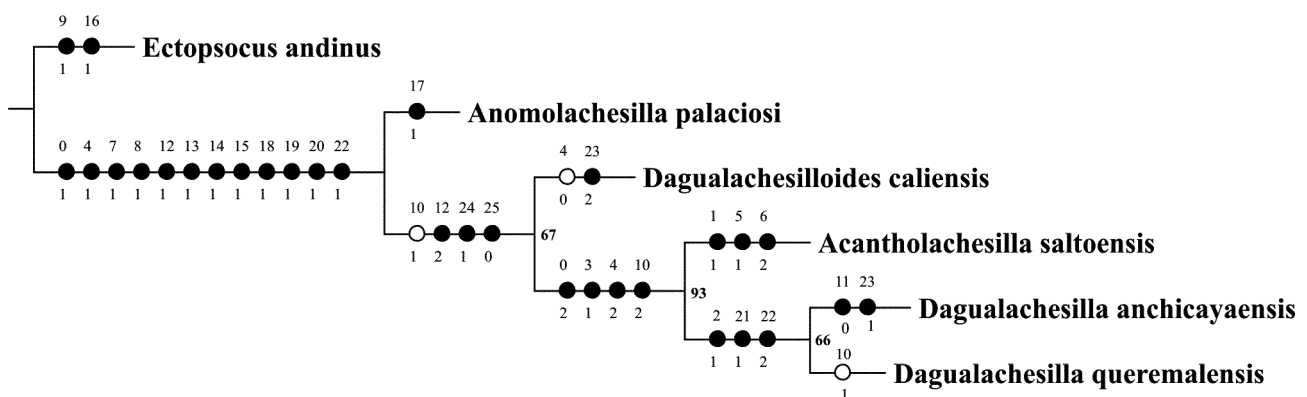 9 16
Ectopsocus andinus
1 1
17
Anomolachesilla palaciosi
1
0 4 7 8 12 13 14 15 18 19 20 22
1 1 1 1 1 1 1 1 1 1 1 1
4 23
Dagualachesilloides caliensis
0 2
10 12 24 25
67
1 2 1 0
1 5 6
Acantholachesilla saltoensis
1 1 2
0 3 4 10
93
2 1 2 2
11 23
Dagualachesilla anchicayaensis
0 1
2 21 22
66
1 1 2
10
Dagualachesilla queremalensis
1